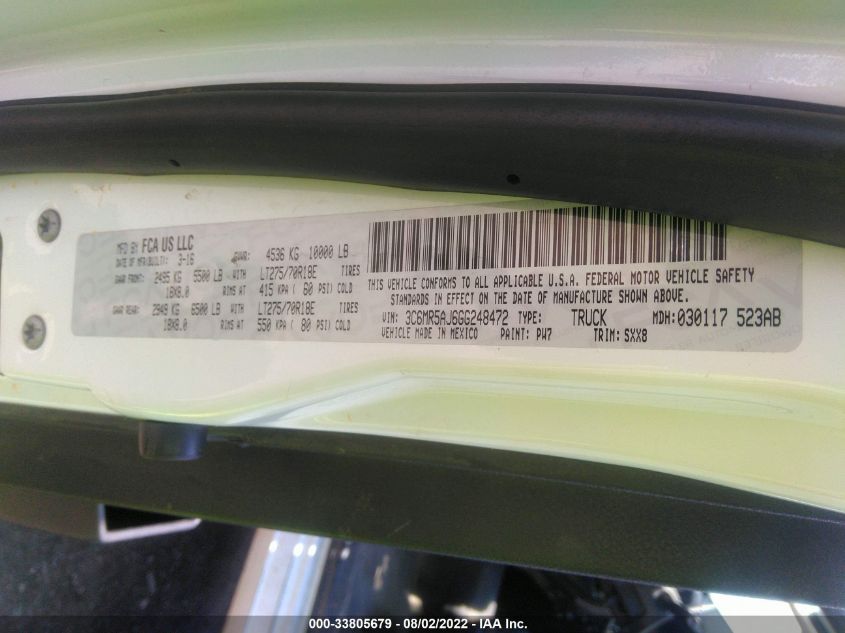 MFD BY FCA US LLC
DATE OF MFR(BUILT): 3-16 GVWR: 4536 KG 10000 LB
GAWR FRONT: 2495 KG 5500 LB WITH LT275/70R18E TIRES
18X8.0 RIMS AT 415 KPA ( 60 PSI) COLD
GAWR REAR: 2949 KG 6500 LB WITH LT275/70R18E TIRES
18X8.0 RIMS AT 550 KPA ( 80 PSI) COLD
THIS VEHICLE CONFORMS TO ALL APPLICABLE U.S.A. FEDERAL MOTOR VEHICLE SAFETY
STANDARDS IN EFFECT ON THE DATE OF MANUFACTURE SHOWN ABOVE.
VIN: 3C6MR5AJ6GG248472 TYPE: TRUCK MDH:030117 523AB
VEHICLE MADE IN MEXICO PAINT: PW7 TRIM: SXX8
000-33805679 - 08/02/2022 - IAA Inc.